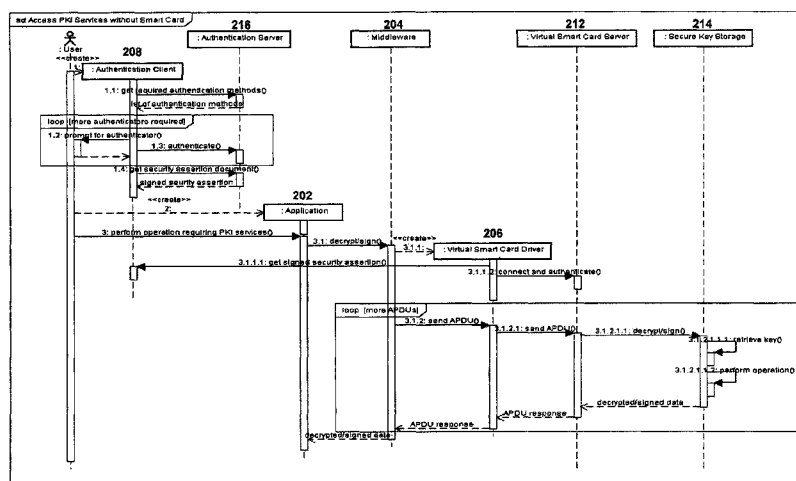 sd Access PKI Services without Smart Card
216
204
212
214
: User
208
: Authentication Server
: Middleware
: Virtual Smart Card Server
: Secure Key Storage
<<create>>
: Authentication Client
1.1: get required authentication methods()
list of authentication methods
loop [more authenticators required]
1.2: prompt for authenticator()
1.3: authenticate()
1.4: get security assertion document()
signed seurity assertion
<<create>>
2:
202
: Application
3: perform operation requiring PKI services()
3.1: decrypt/sign()
<<create>>
3.1.1:
206
: Virtual Smart Card Driver
3.1.1.1: get signed security assertion()
3.1.1.2: connect and authenticate()
loop [more APDUs]
3.1.2: send APDU()
3.1.2.1: send APDU()
3.1.2.1.1: decrypt/sign()
3.1.2.1.1.1: retrieve key()
3.1.2.1.1.2: perform operation()
decrypted/signed data
APDU response
APDU response
decrypted/signed data